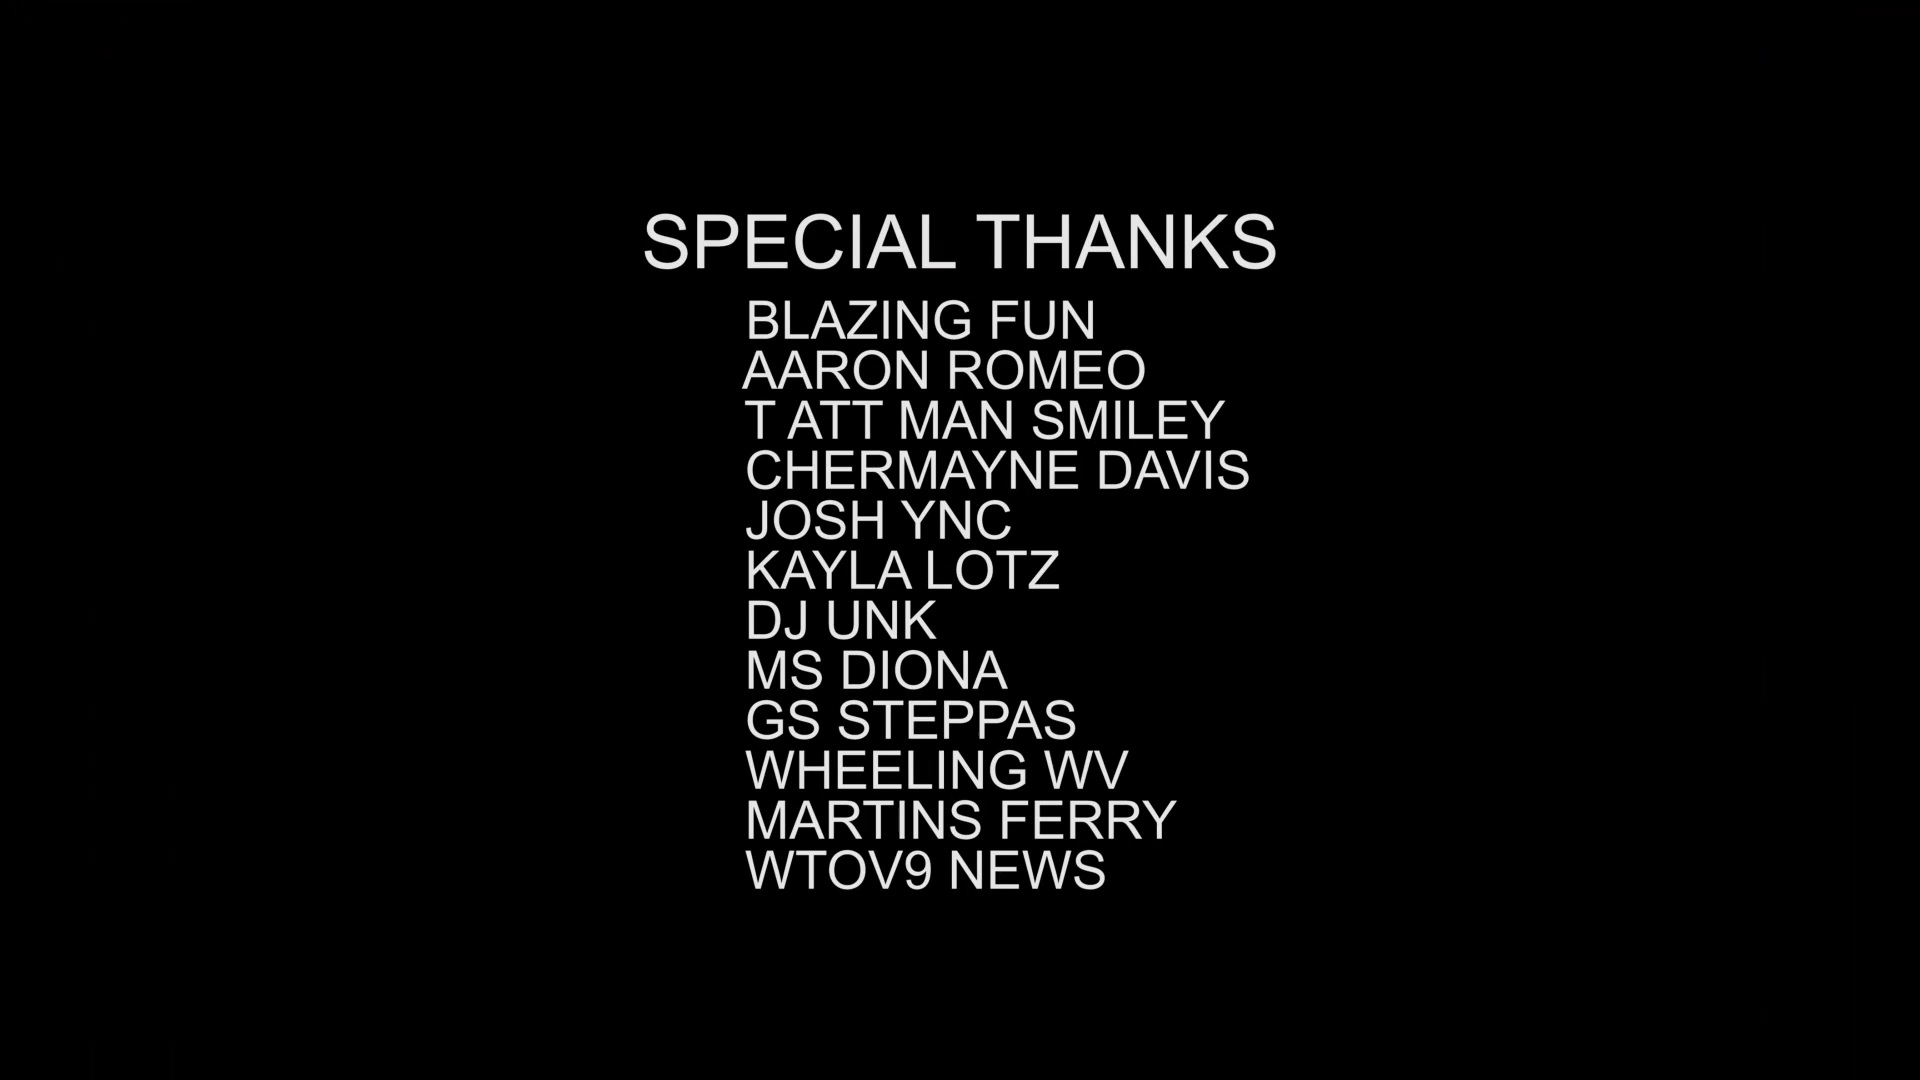 SPECIAL THANKS
BLAZING FUN
AARON ROMEO
T ATT MAN SMILEY
CHERMAYNE DAVIS
JOSH YNC
KAYLA LOTZ
DJ UNK
MS DIONA
GS STEPPAS
WHEELING WV
MARTINS FERRY
WTOV9 NEWS